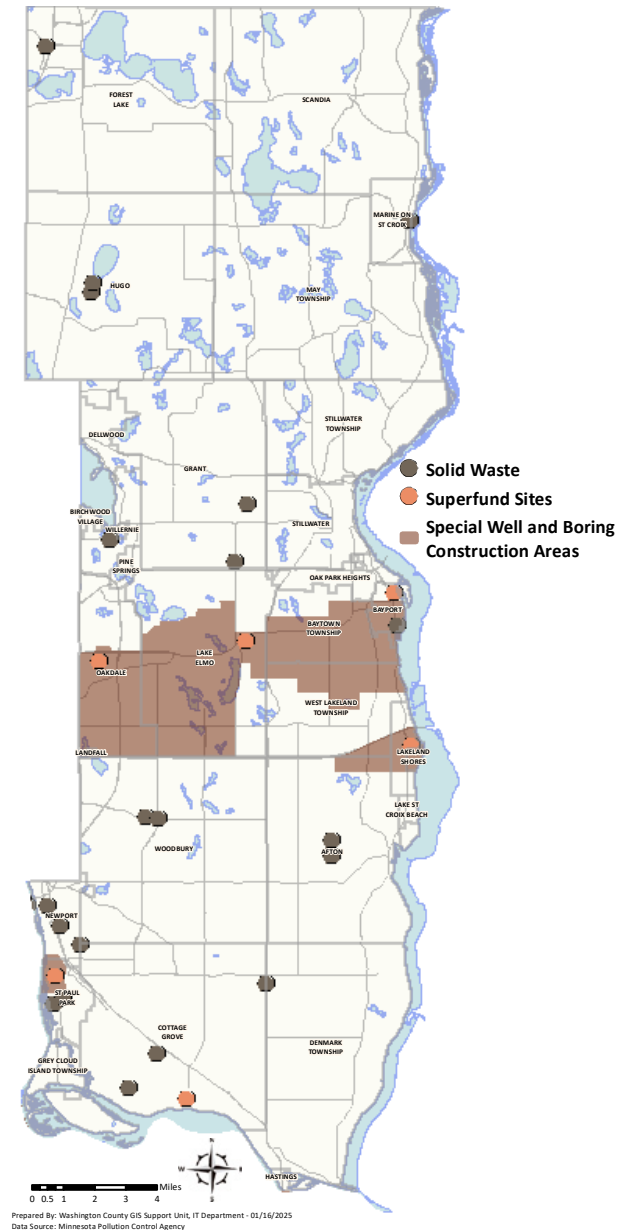 FOREST
LAKE
SCANDIA
MARINE ON
ST CROIX
HUGO
MAY
TOWNSHIP
STILLWATER
TOWNSHIP
DELLWOOD
GRANT
Solid Waste
Superfund Sites
Special Well and Boring
Construction Areas
BIRCHWOOD
VILLAGE
WILLERNIE
STILLWATER
PINE
SPRINGS
OAK PARK HEIGHTS
BAYPORT
BAYTOWN
TOWNSHIP
LAKE
ELMO
OAKDALE
WEST LAKELAND
TOWNSHIP
LANDFALL
LAKELAND
SHORES
LAKE ST
CROIX BEACH
WOODBURY
AFTON
NEWPORT
ST PAUL
PARK
COTTAGE
GROVE
DENMARK
TOWNSHIP
GREY CLOUD
ISLAND TOWNSHIP
HASTINGS
N
W E
S
Miles
0 0.5 1 2 3 4
Prepared By: Washington County GIS Support Unit, IT Department - 01/16/2025
Data Source: Minnesota Pollution Control Agency